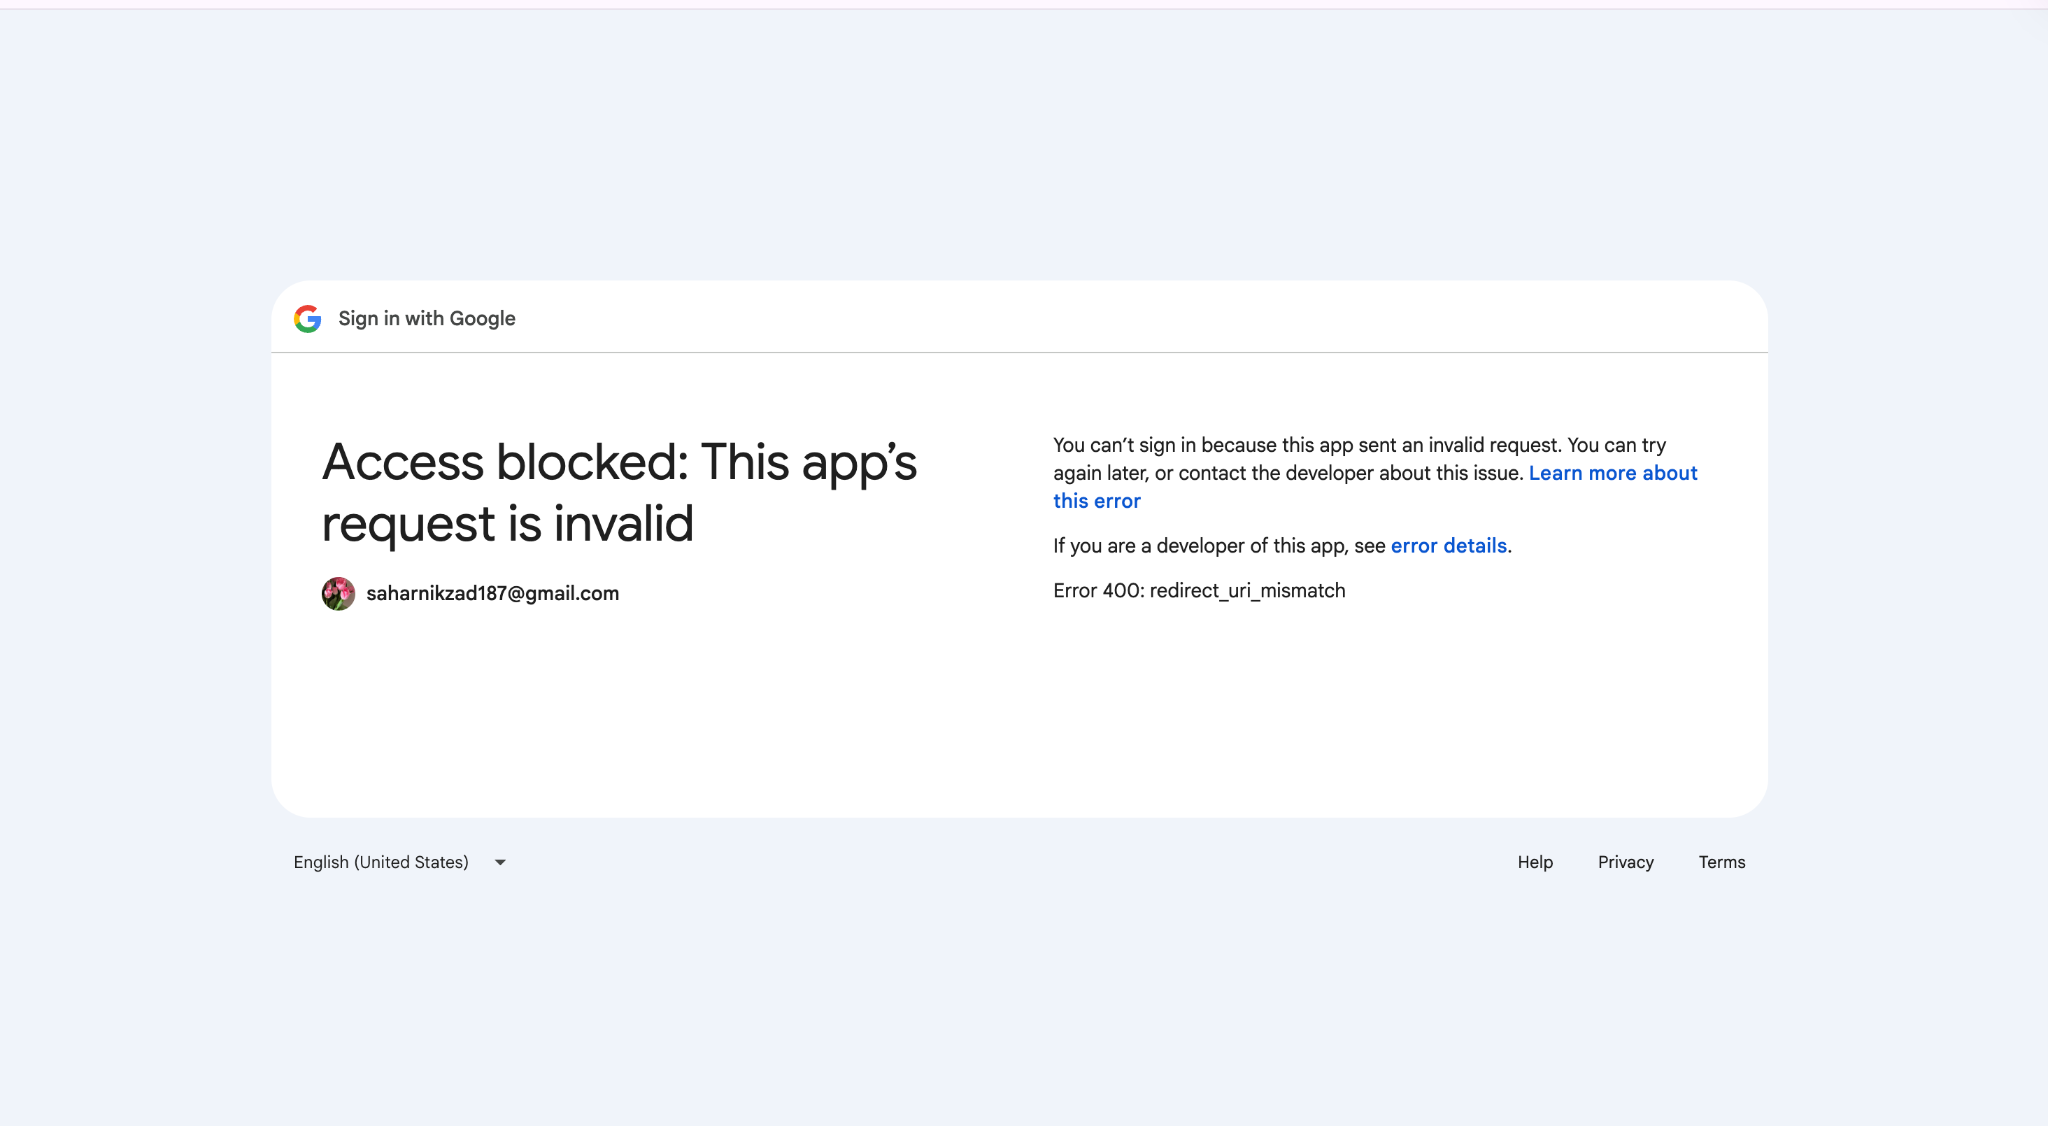 Sign in with Google
Access blocked: This app’s
request is invalid
saharnikzad187@gmail.com
You can’t sign in because this app sent an invalid request. You can try
again later, or contact the developer about this issue. Learn more about
this error
If you are a developer of this app, see error details.
Error 400: redirect_uri_mismatch
English (United States)
Help Privacy Terms